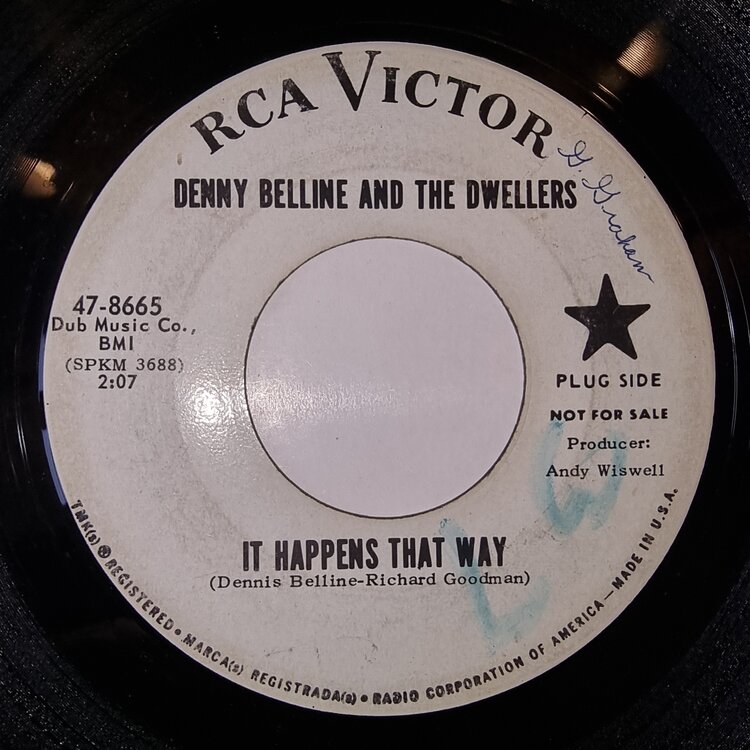 RCA VICTOR
G. Graham
DENNY BELLINE AND THE DWELLERS
47-8665
Dub Music Co.,
BMI
(SPKM 3688)
2:07
PLUG SIDE
NOT FOR SALE
Producer:
Andy Wiswell
IT HAPPENS THAT WAY
(Dennis Belline-Richard Goodman)
TMK(s) ® REGISTERED • MARCA(s) REGISTRADA(s) • RADIO CORPORATION OF AMERICA — MADE IN U.S.A.